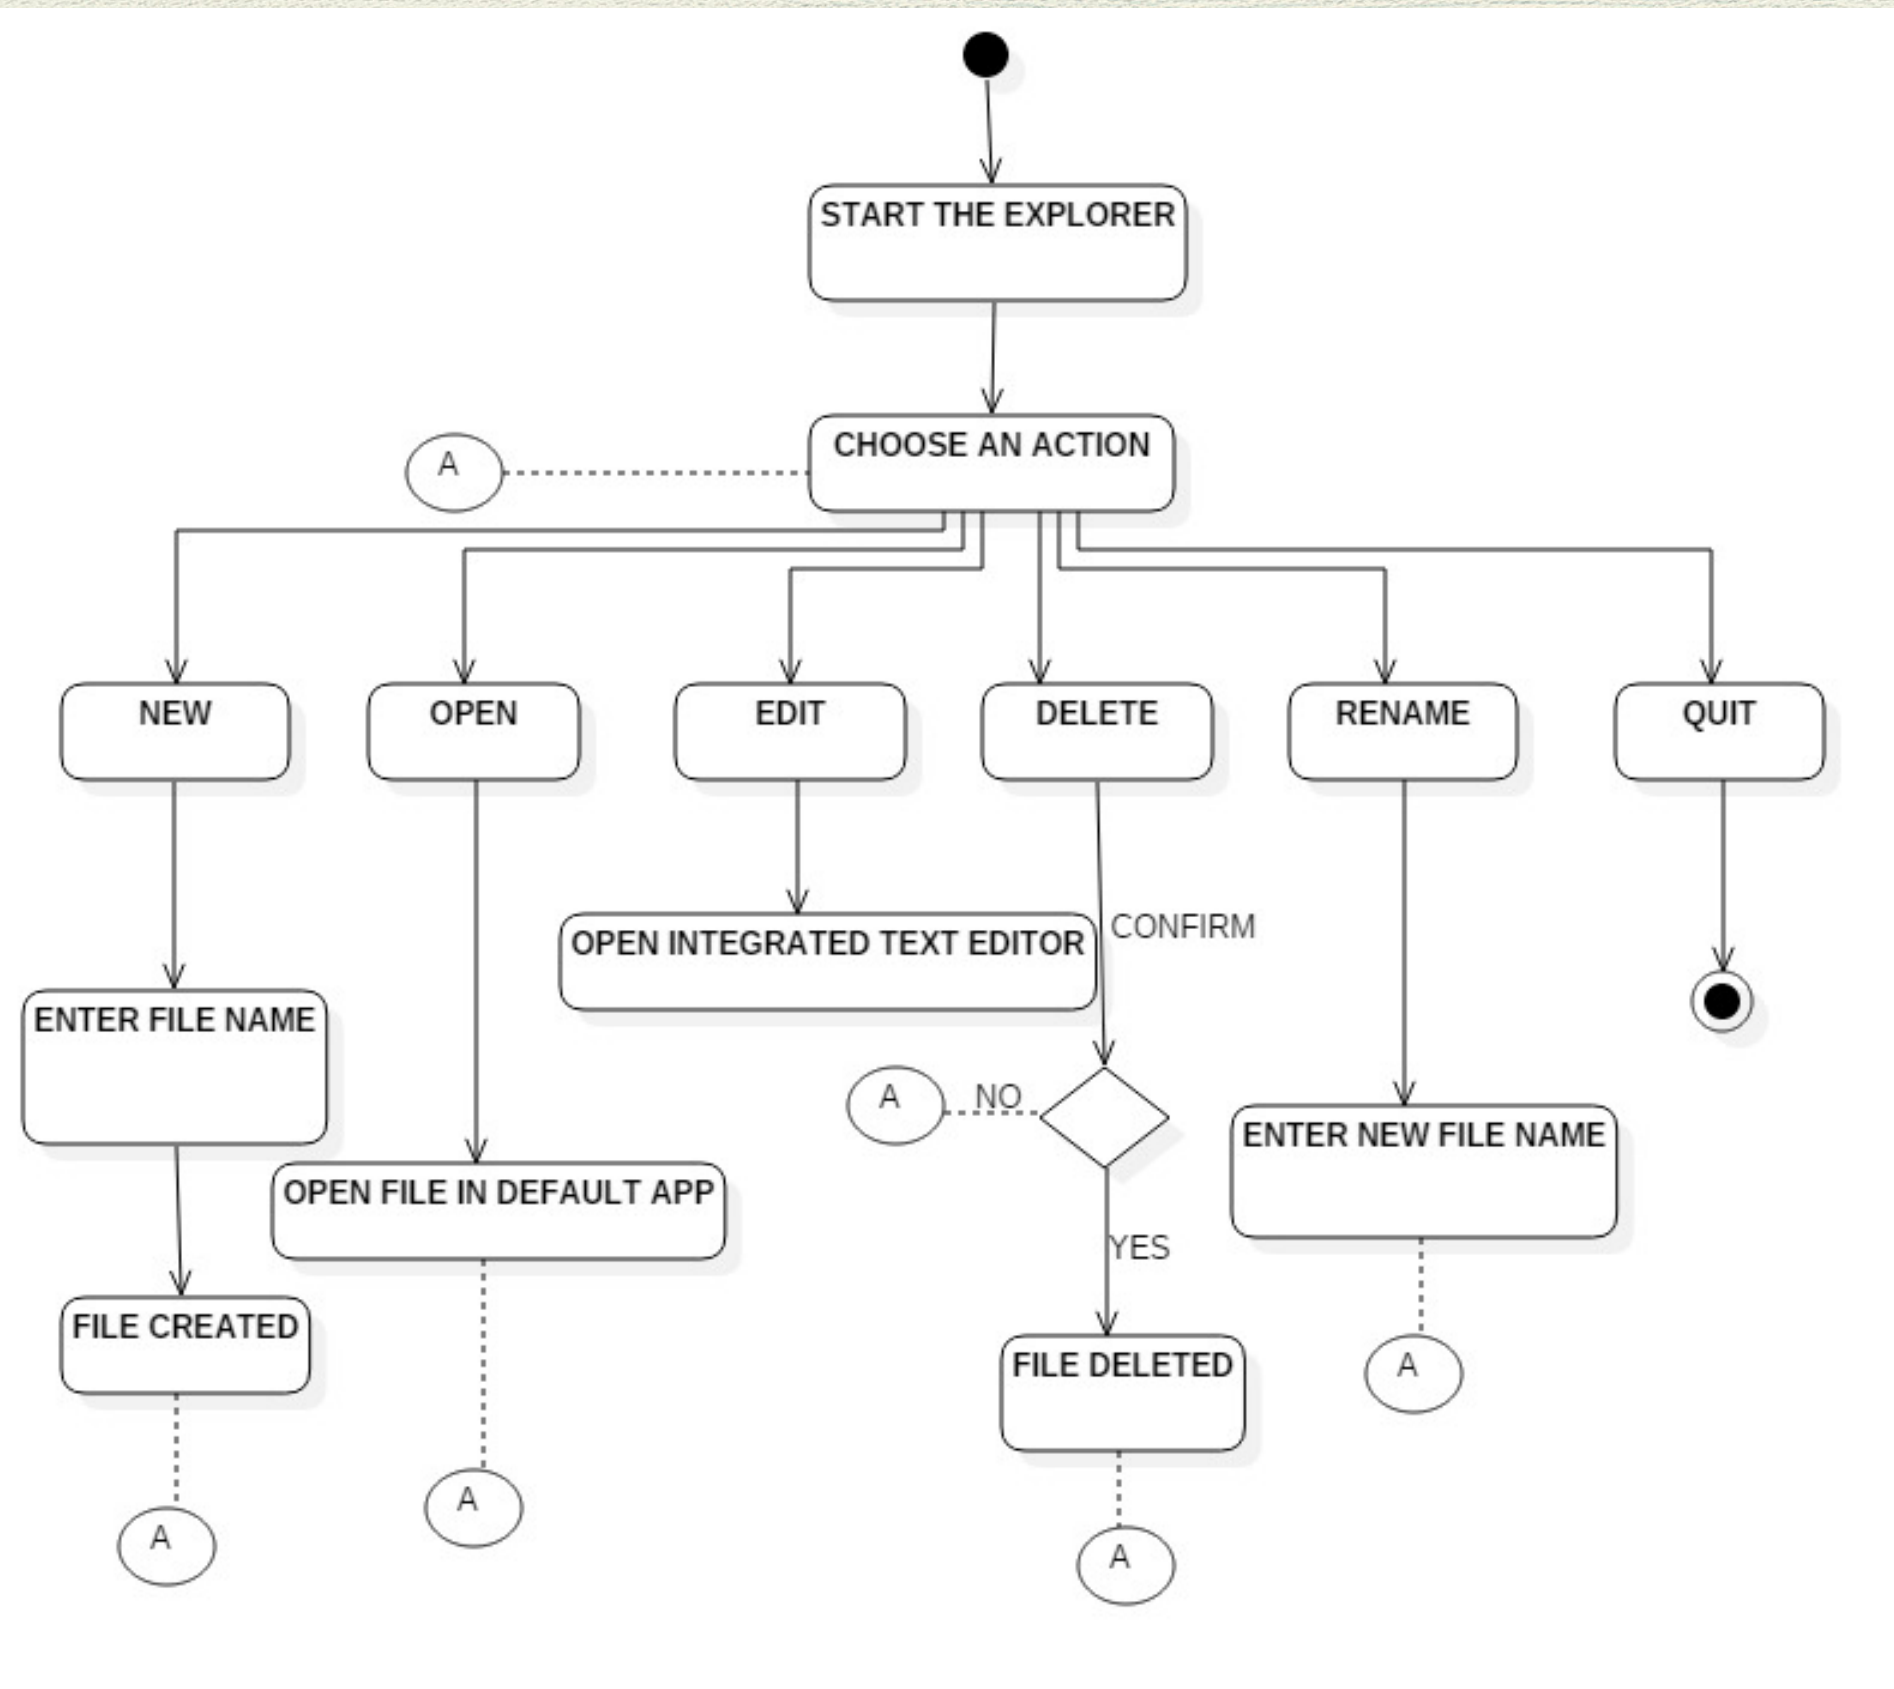 START THE EXPLORER
CHOOSE AN ACTION
A
NEW
OPEN
EDIT
DELETE
RENAME
QUIT
CONFIRM
OPEN INTEGRATED TEXT EDITOR
ENTER FILE NAME
A
NO
ENTER NEW FILE NAME
OPEN FILE IN DEFAULT APP
YES
FILE CREATED
FILE DELETED
A
A
A
A